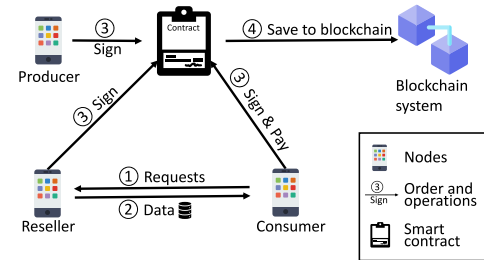 ③
Sign
Contract
④ Save to blockchain
Producer
Blockchain
system
③ Sign
③ Sign & Pay
① Requests
② Data
Reseller
Consumer
Nodes
③
Sign
Order and
operations
Smart
contract